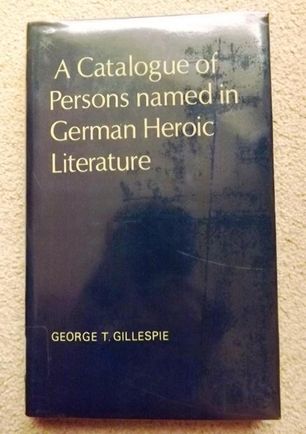 A Catalogue of
Persons named in
German Heroic
Literature
GEORGE T. GILLESPIE